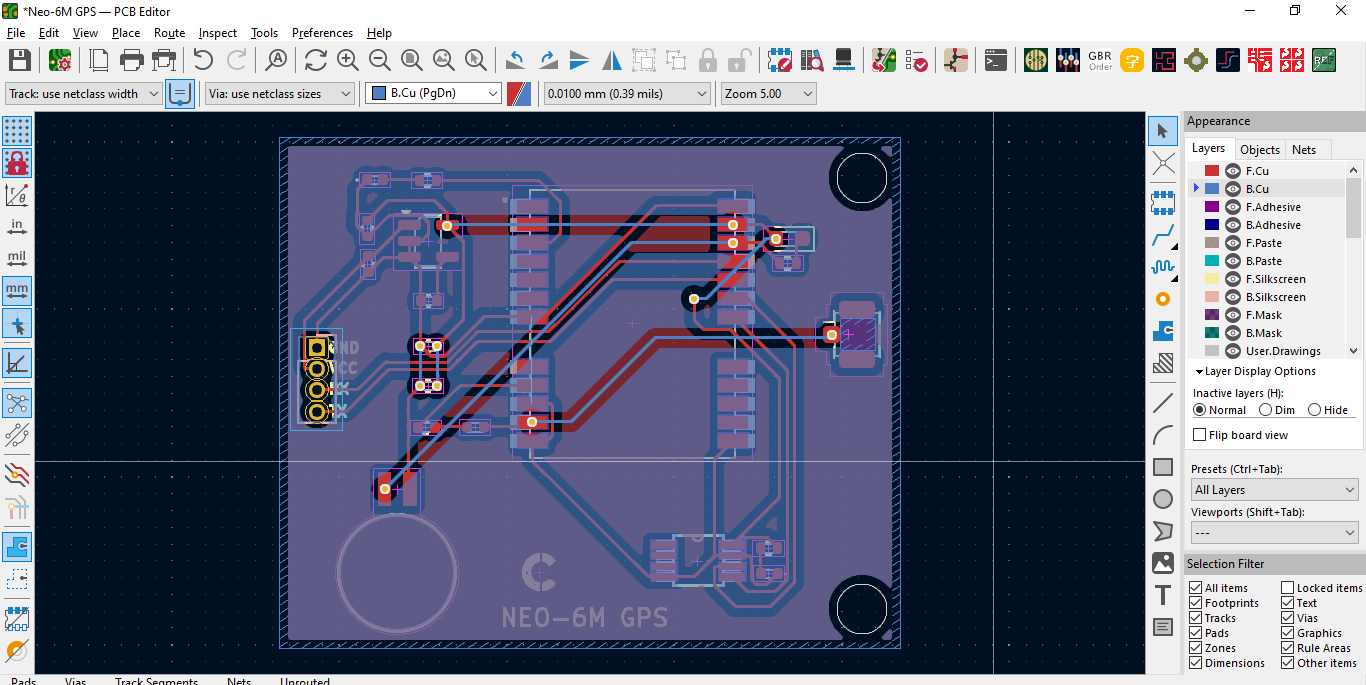 *Neo-6M GPS — PCB Editor
File Edit View Place Route Inspect Tools Preferences Help
GBR
Order
Track: use netclass width Via: use netclass sizes B.Cu (PgDn) 0.0100 mm (0.39 mils) Zoom 5.00
in
mil
mm
NEO-6M GPS
Appearance
Layers Objects Nets
F.Cu
B.Cu
F.Adhesive
B.Adhesive
F.Paste
B.Paste
F.Silkscreen
B.Silkscreen
F.Mask
B.Mask
User.Drawings
Layer Display Options
Inactive layers (H):
Normal Dim Hide
Flip board view
Presets (Ctrl+Tab):
All Layers
Viewports (Shift+Tab):
---
Selection Filter
All items Locked items
Footprints Text
Tracks Vias
Pads Graphics
Zones Rule Areas
Dimensions Other items
Pads Vias Track Segments Nets Unrouted